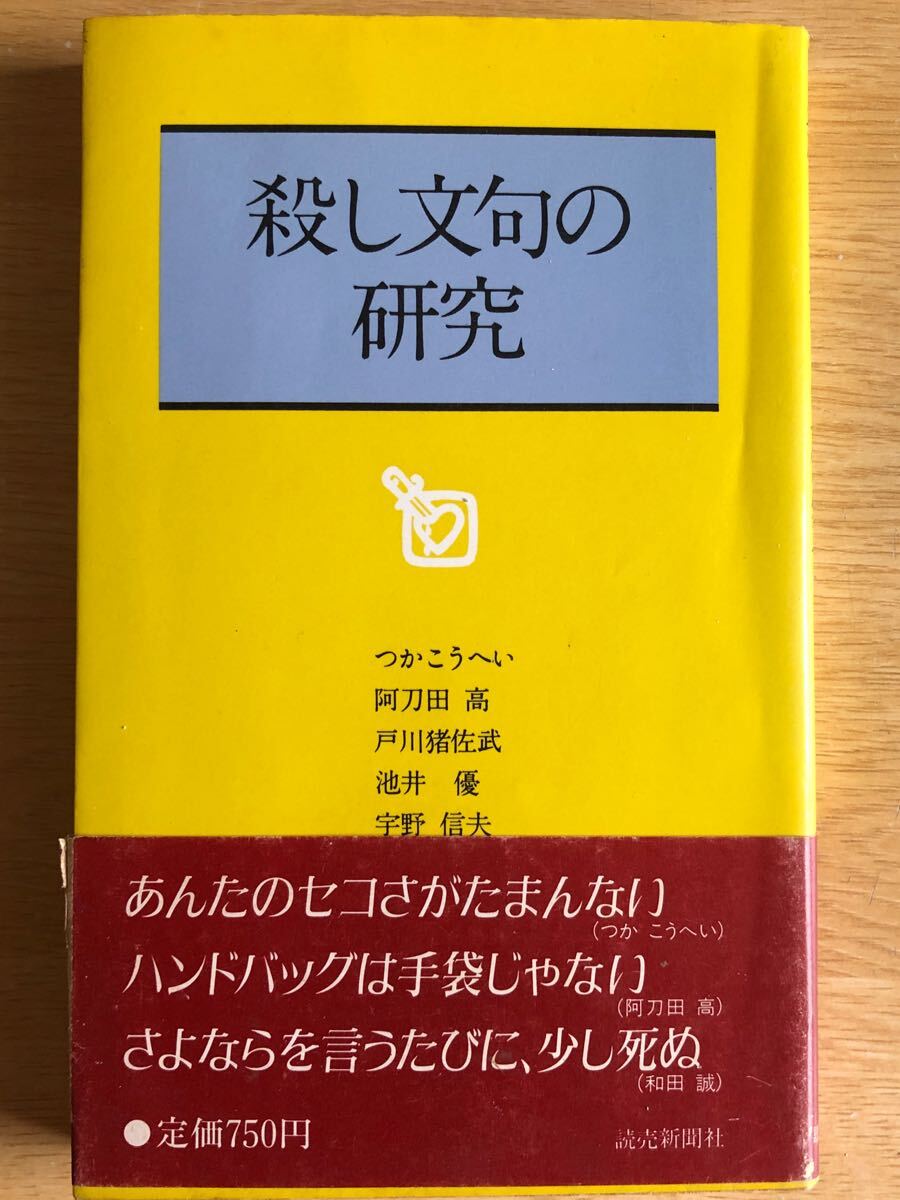 殺し文句の
研究
つかこうへい
阿刀田 高
戸川猪佐武
池井 優
宇野 信夫
あんたのセコさがたまんない
(つか こうへい)
ハンドバッグは手袋じゃない
(阿刀田 高)
さよならを言うたびに、少し死ぬ
(和田 誠)
●定価750円
読売新聞社